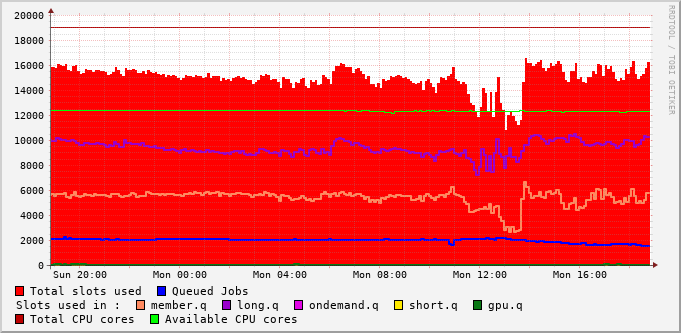 20000
18000
16000
14000
12000
10000
8000
6000
4000
2000
0
Sun 20:00 Mon 00:00 Mon 04:00 Mon 08:00 Mon 12:00 Mon 16:00
RRDTOOL / TOBI OETIKER
Total slots used Queued Jobs
Slots used in : member.q long.q ondemand.q short.q gpu.q
Total CPU cores Available CPU cores